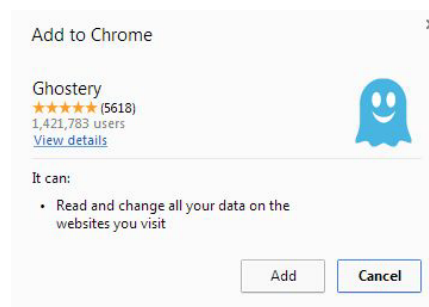 Add to Chrome
Ghostery
★★★★★ (5618)
1,421,783 users
View details
It can:
• Read and change all your data on the
websites you visit
Add
Cancel